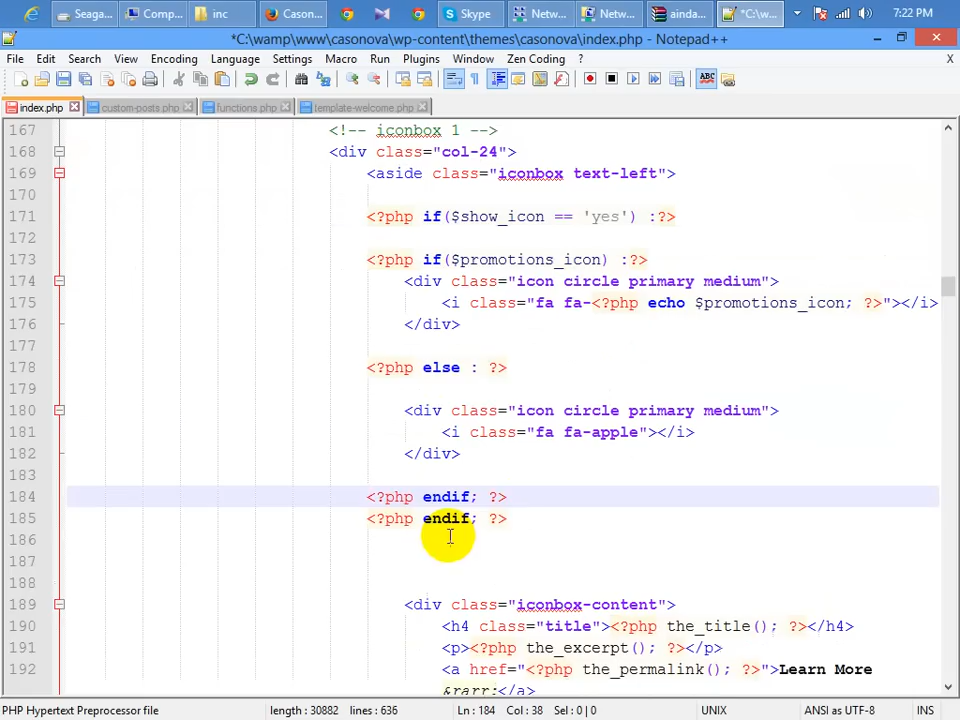 Seaga...
Comp...
inc
Cason...
Skype
Netw...
Netw...
ainda...
*C:\w...
7:22 PM
*C:\wamp\www\casonova\wp-content\themes\casonova\index.php - Notepad++
File Edit Search View Encoding Language Settings Macro Run Plugins Window Zen Coding ? X
index.php custom-posts.php functions.php template-welcome.php
167 <!-- iconbox 1 -->
168 <div class="col-24">
169 <aside class="iconbox text-left">
170
171 <?php if($show_icon == 'yes') :?>
172
173 <?php if($promotions_icon) :?>
174 <div class="icon circle primary medium">
175 <i class="fa fa-<?php echo $promotions_icon; ?>"></i>
176 </div>
177
178 <?php else : ?>
179
180 <div class="icon circle primary medium">
181 <i class="fa fa-apple"></i>
182 </div>
183
184 <?php endif; ?>
185 <?php endif; ?>
186
187
188
189 <div class="iconbox-content">
190 <h4 class="title"><?php the_title(); ?></h4>
191 <p><?php the_excerpt(); ?></p>
192 <a href="<?php the_permalink(); ?>">Learn More
&rarr;</a>
PHP Hypertext Preprocessor file length : 30882 lines : 636 Ln : 184 Col : 38 Sel : 0 | 0 UNIX ANSI as UTF-8 INS